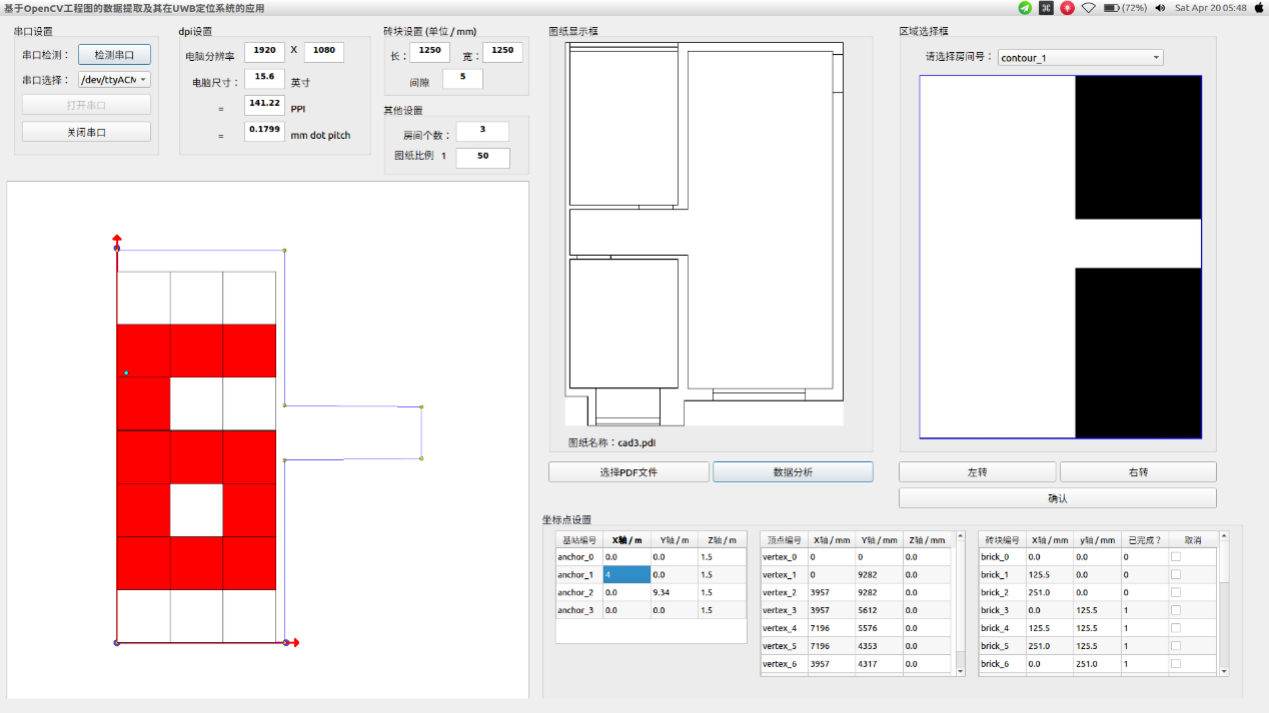 基于OpenCV工程图的数据提取及其在UWB定位系统的应用
(72%) Sat Apr 20 05:48
串口设置
串口检测： 检测串口
串口选择： /dev/ttyACM
打开串口
关闭串口
dpi设置
电脑分辨率 1920 X 1080
电脑尺寸： 15.6 英寸
= 141.22 PPI
= 0.1799 mm dot pitch
砖块设置 (单位 / mm)
长： 1250 宽： 1250
间隙 5
其他设置
房间个数： 3
图纸比例 1 50
图纸显示框
图纸名称：cad3.pdf
选择PDF文件 数据分析
区域选择框
请选择房间号： contour_1
左转 右转
确认
坐标点设置
基站编号 X轴 / m Y轴 / m Z轴 / m
anchor_0 0.0 0.0 1.5
anchor_1 4 0.0 1.5
anchor_2 0.0 9.34 1.5
anchor_3 0.0 0.0 1.5
顶点编号 X轴 / mm Y轴 / mm Z轴 / mm
vertex_0 0 0 0.0
vertex_1 0 9282 0.0
vertex_2 3957 9282 0.0
vertex_3 3957 5612 0.0
vertex_4 7196 5576 0.0
vertex_5 7196 4353 0.0
vertex_6 3957 4317 0.0
砖块编号 X轴 / mm y轴 / mm 已完成？ 取消
brick_0 0.0 0.0 0
brick_1 125.5 0.0 0
brick_2 251.0 0.0 0
brick_3 0.0 125.5 1
brick_4 125.5 125.5 1
brick_5 251.0 125.5 1
brick_6 0.0 251.0 1